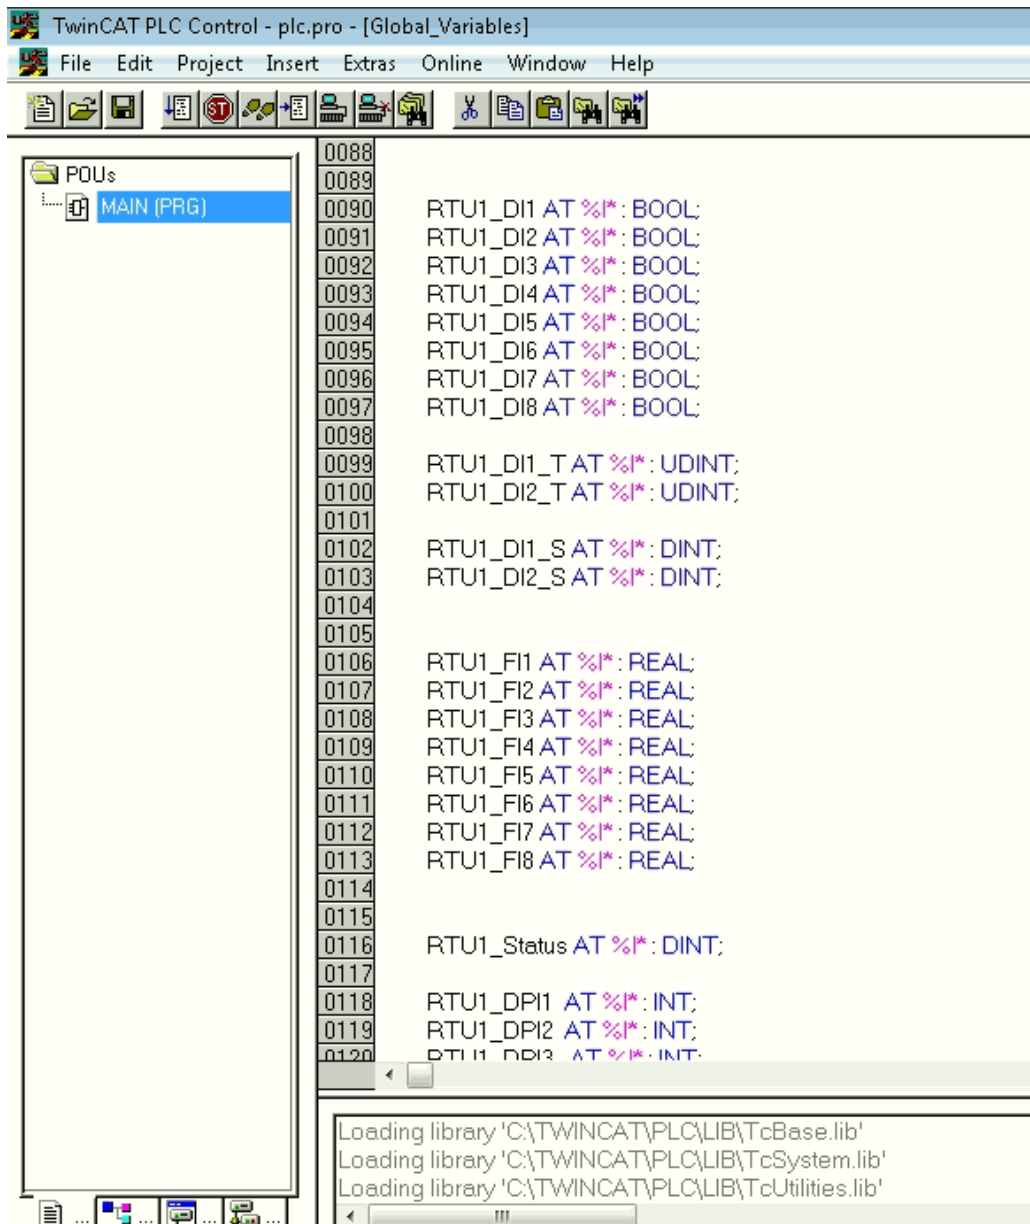 TwinCAT PLC Control - plc.pro - [Global_Variables]
File Edit Project Insert Extras Online Window Help
POUs
MAIN (PRG)
0088
0089
0090 RTU1_DI1 AT %I* : BOOL;
0091 RTU1_DI2 AT %I* : BOOL;
0092 RTU1_DI3 AT %I* : BOOL;
0093 RTU1_DI4 AT %I* : BOOL;
0094 RTU1_DI5 AT %I* : BOOL;
0095 RTU1_DI6 AT %I* : BOOL;
0096 RTU1_DI7 AT %I* : BOOL;
0097 RTU1_DI8 AT %I* : BOOL;
0098
0099 RTU1_DI1_T AT %I* : UDINT;
0100 RTU1_DI2_T AT %I* : UDINT;
0101
0102 RTU1_DI1_S AT %I* : DINT;
0103 RTU1_DI2_S AT %I* : DINT;
0104
0105
0106 RTU1_FI1 AT %I* : REAL;
0107 RTU1_FI2 AT %I* : REAL;
0108 RTU1_FI3 AT %I* : REAL;
0109 RTU1_FI4 AT %I* : REAL;
0110 RTU1_FI5 AT %I* : REAL;
0111 RTU1_FI6 AT %I* : REAL;
0112 RTU1_FI7 AT %I* : REAL;
0113 RTU1_FI8 AT %I* : REAL;
0114
0115
0116 RTU1_Status AT %I* : DINT;
0117
0118 RTU1_DPI1 AT %I* : INT;
0119 RTU1_DPI2 AT %I* : INT;
0120 RTU1_DPI3 AT %I* : INT;
Loading library 'C:\TWINCAT\PLC\LIB\TcBase.lib'
Loading library 'C:\TWINCAT\PLC\LIB\TcSystem.lib'
Loading library 'C:\TWINCAT\PLC\LIB\TcUtilities.lib'
... ... ... ...